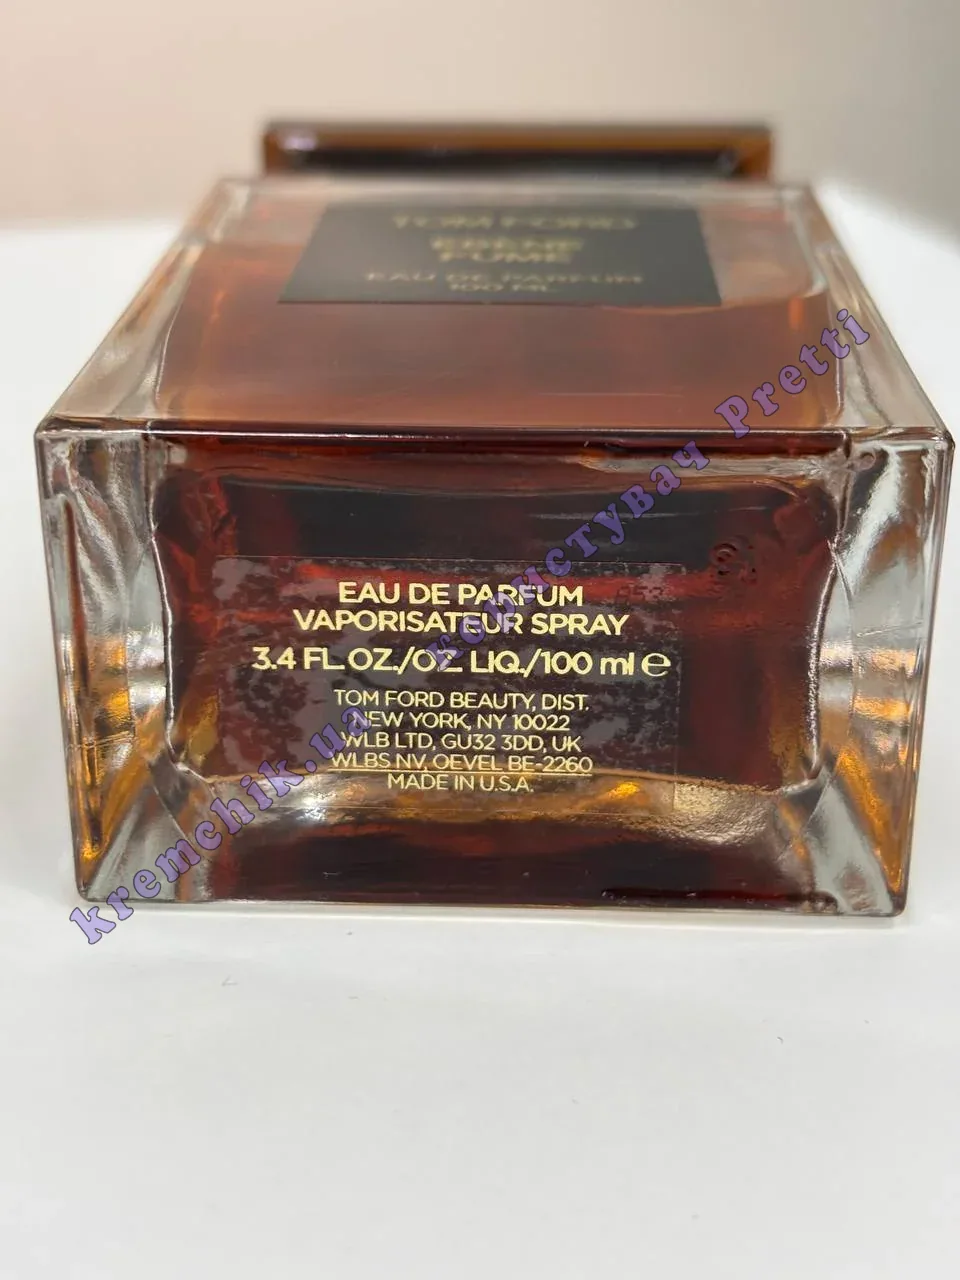 TOM FORD
EBÈNE
FUMÉ
EAU DE PARFUM
100 ML
EAU DE PARFUM
VAPORISATEUR SPRAY
3.4 FL.OZ./OZ. LIQ./100 ml e
TOM FORD BEAUTY, DIST.
NEW YORK, NY 10022
WLB LTD, GU32 3DD, UK
WLBS NV, OEVEL BE-2260
MADE IN U.S.A.
kremchik.ua користувач Pretti